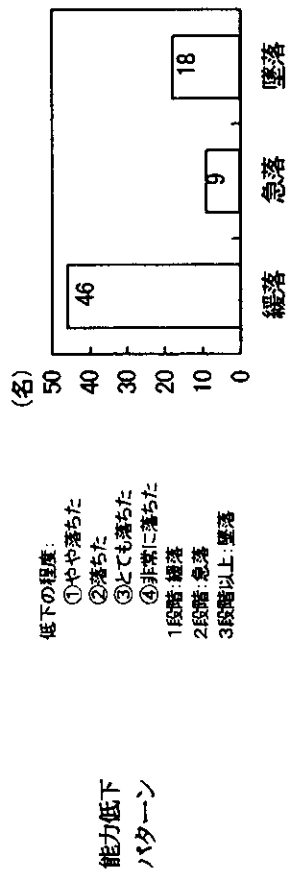 能力低下
パターン
低下の程度:
①やや落ちた
②落ちた
③とても落ちた
④非常に落ちた
1段階:緩落
2段階:急落
3段階以上:墜落
(名)
50
40
30
20
10
0
46
9
18
緩落
急落
墜落